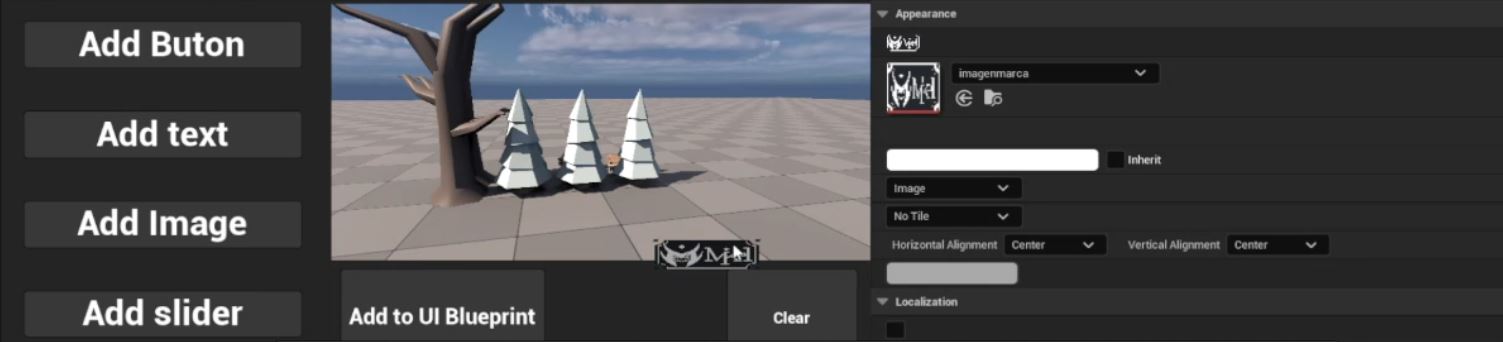 Add Buton
Add text
Add Image
Add slider
Add to UI Blueprint
Clear
Appearance
imagenmarca
Inherit
Image
No Tile
Horizontal Alignment Center Vertical Alignment Center
Localization